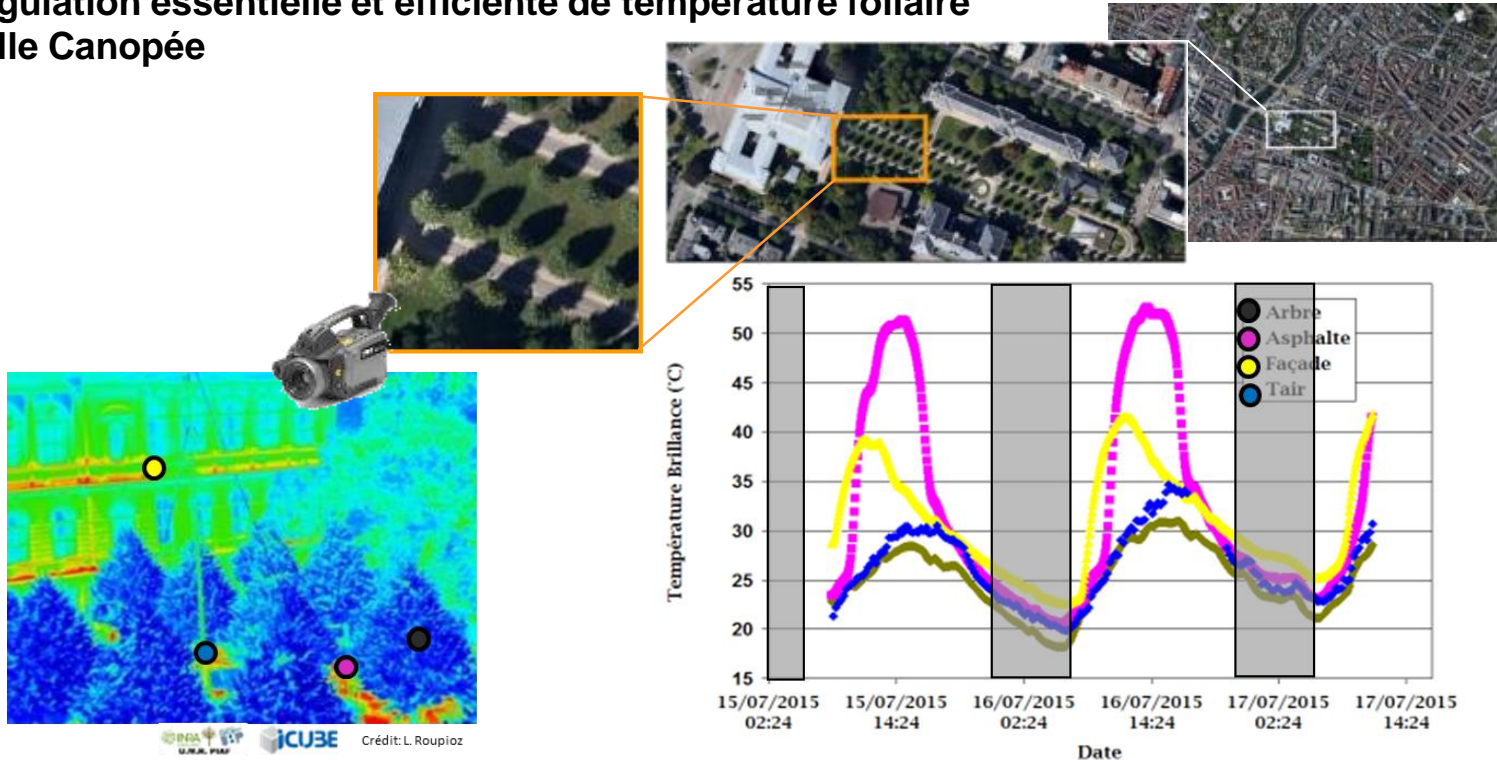 gulation essentielle et efficiente de température foliaire
lle Canopée
55
50
45
40
35
30
25
20
15
Température Brillance (°C)
Arbre
Asphalte
Façade
Tair
15/07/2015 02:24
15/07/2015 14:24
16/07/2015 02:24
16/07/2015 14:24
17/07/2015 02:24
17/07/2015 14:24
Date
INRA
U.M.R. PIAF
iCUBE
Crédit: L. Roupioz